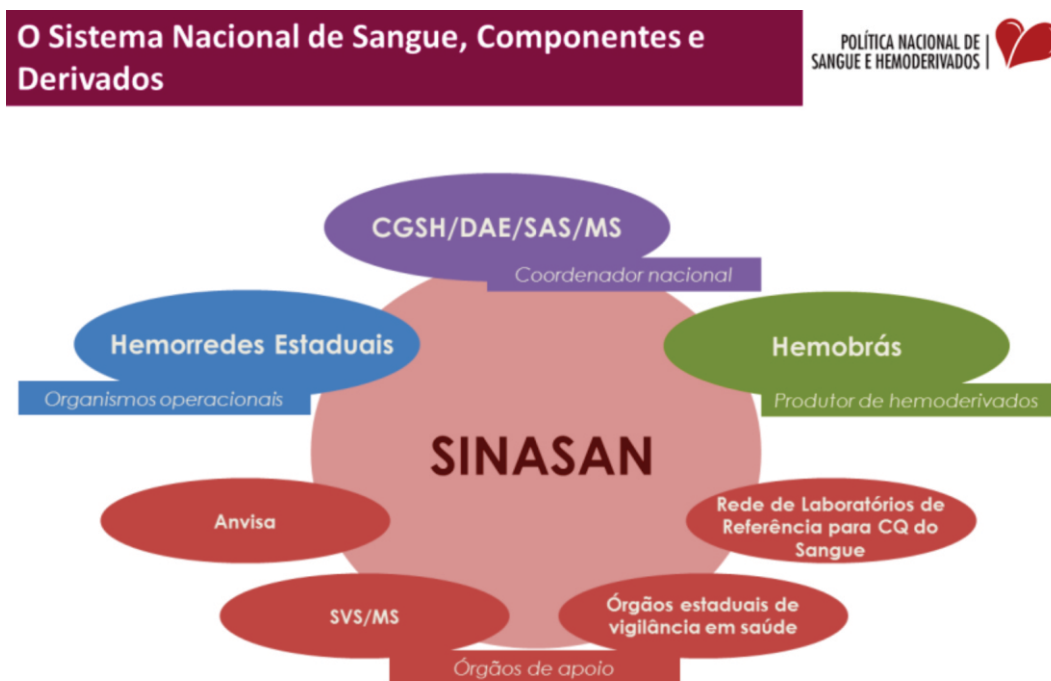 O Sistema Nacional de Sangue, Componentes e
Derivados
POLÍTICA NACIONAL DE
SANGUE E HEMODERIVADOS
CGSH/DAE/SAS/MS
Coordenador nacional
Hemorredes Estaduais
Organismos operacionais
Hemobrás
Produtor de hemoderivados
SINASAN
Anvisa
Rede de Laboratórios de
Referência para CQ do
Sangue
SVS/MS
Órgãos estaduais de
vigilância em saúde
Órgãos de apoio